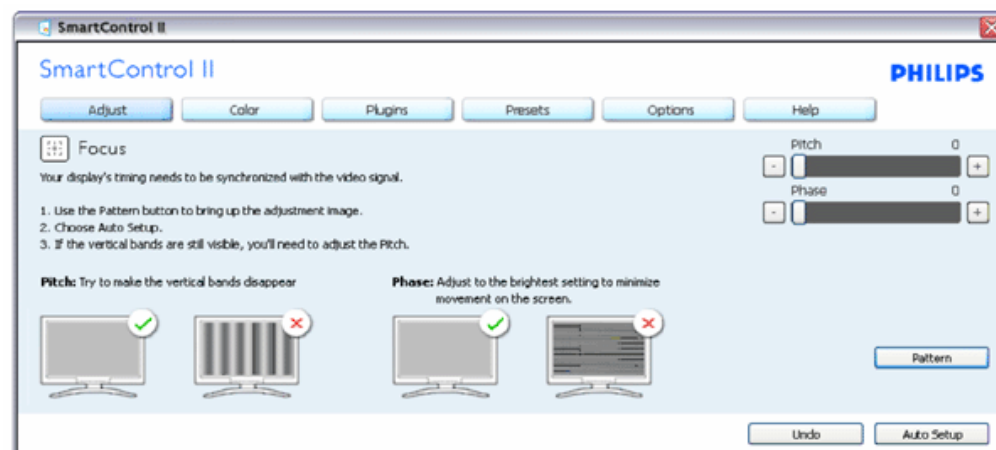 SmartControl II
SmartControl II
PHILIPS
Adjust Color Plugins Presets Options Help
Focus
Your display's timing needs to be synchronized with the video signal.
1. Use the Pattern button to bring up the adjustment image.
2. Choose Auto Setup.
3. If the vertical bands are still visible, you'll need to adjust the Pitch.
Pitch 0
- +
Phase 0
- +
Pitch: Try to make the vertical bands disappear
Phase: Adjust to the brightest setting to minimize
movement on the screen.
Pattern
Undo Auto Setup